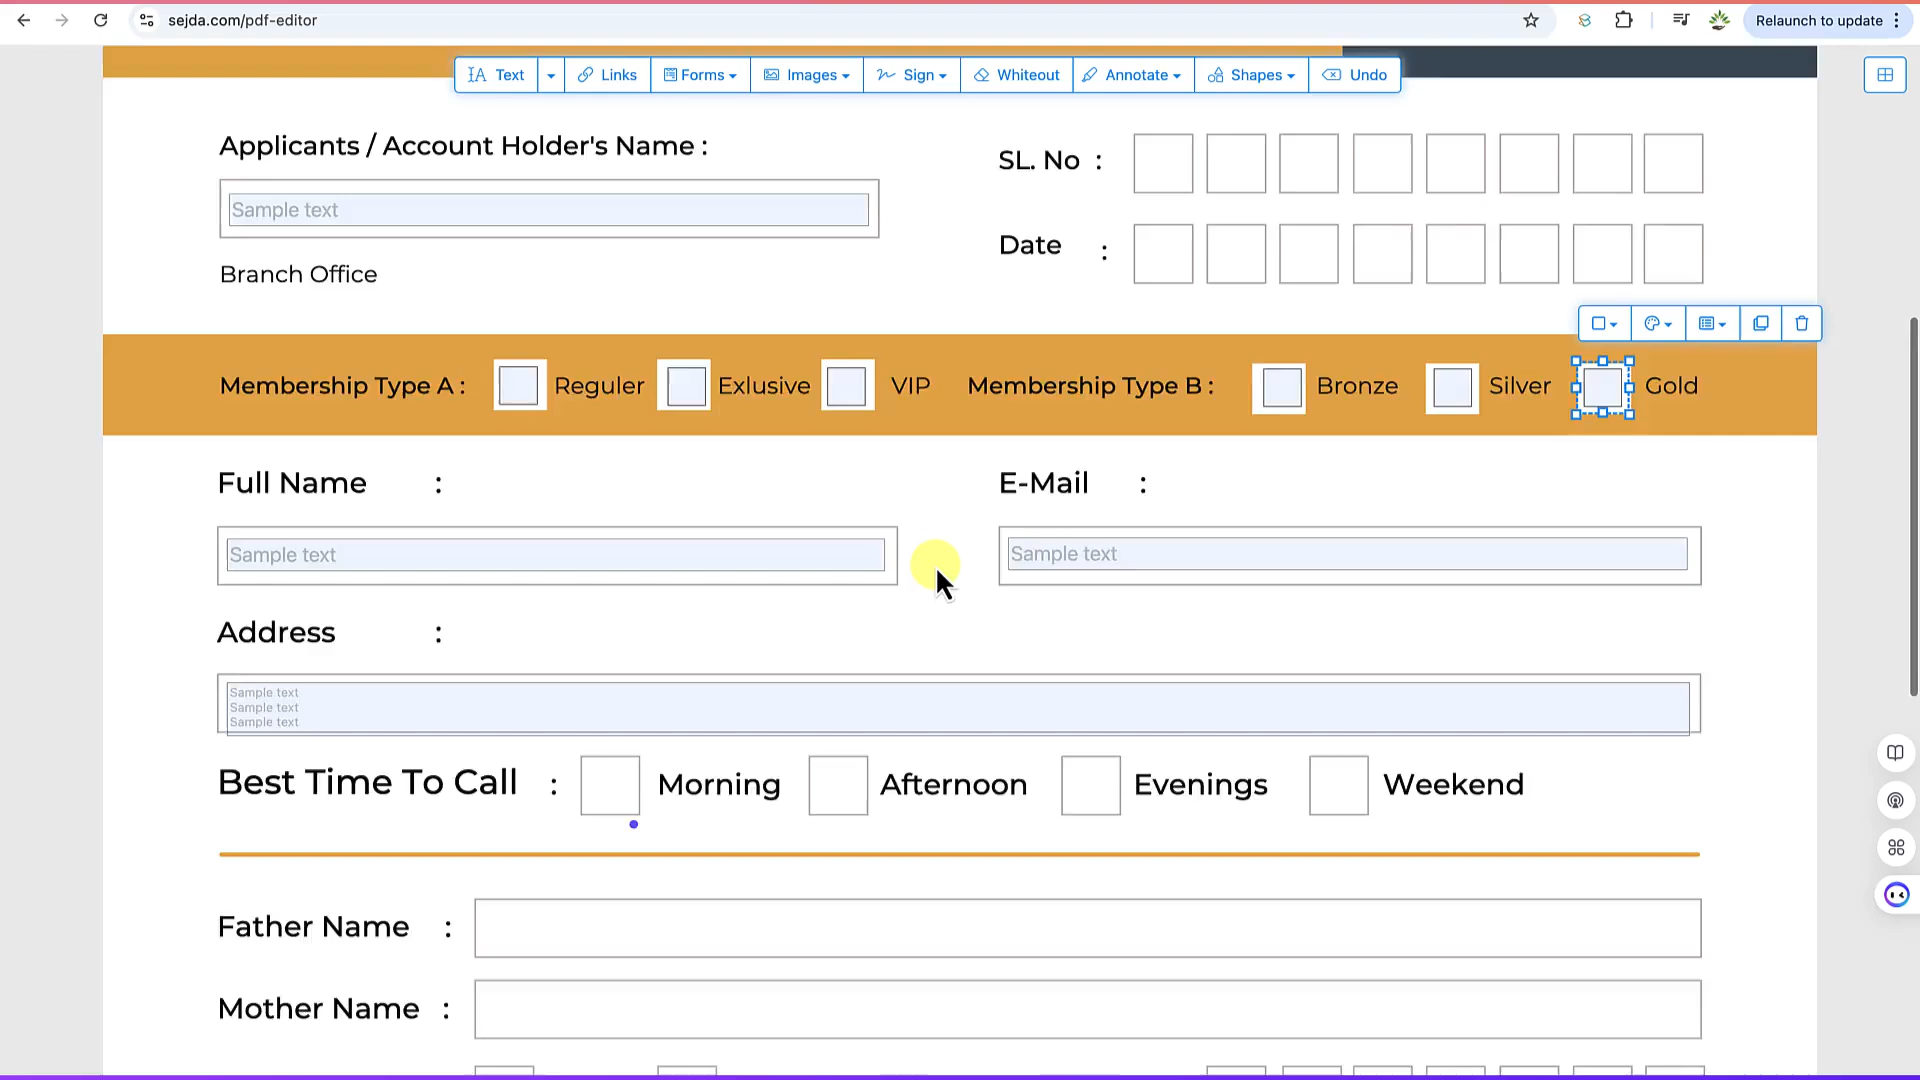 sejda.com/pdf-editor
Relaunch to update
Text
Links
Forms
Images
Sign
Whiteout
Annotate
Shapes
Undo
Applicants / Account Holder's Name :
SL. No :
Sample text
Date :
Branch Office
Membership Type A : Reguler Exlusive VIP Membership Type B : Bronze Silver Gold
Full Name :
E-Mail :
Sample text
Sample text
Address :
Sample text
Sample text
Sample text
Best Time To Call : Morning Afternoon Evenings Weekend
Father Name :
Mother Name :